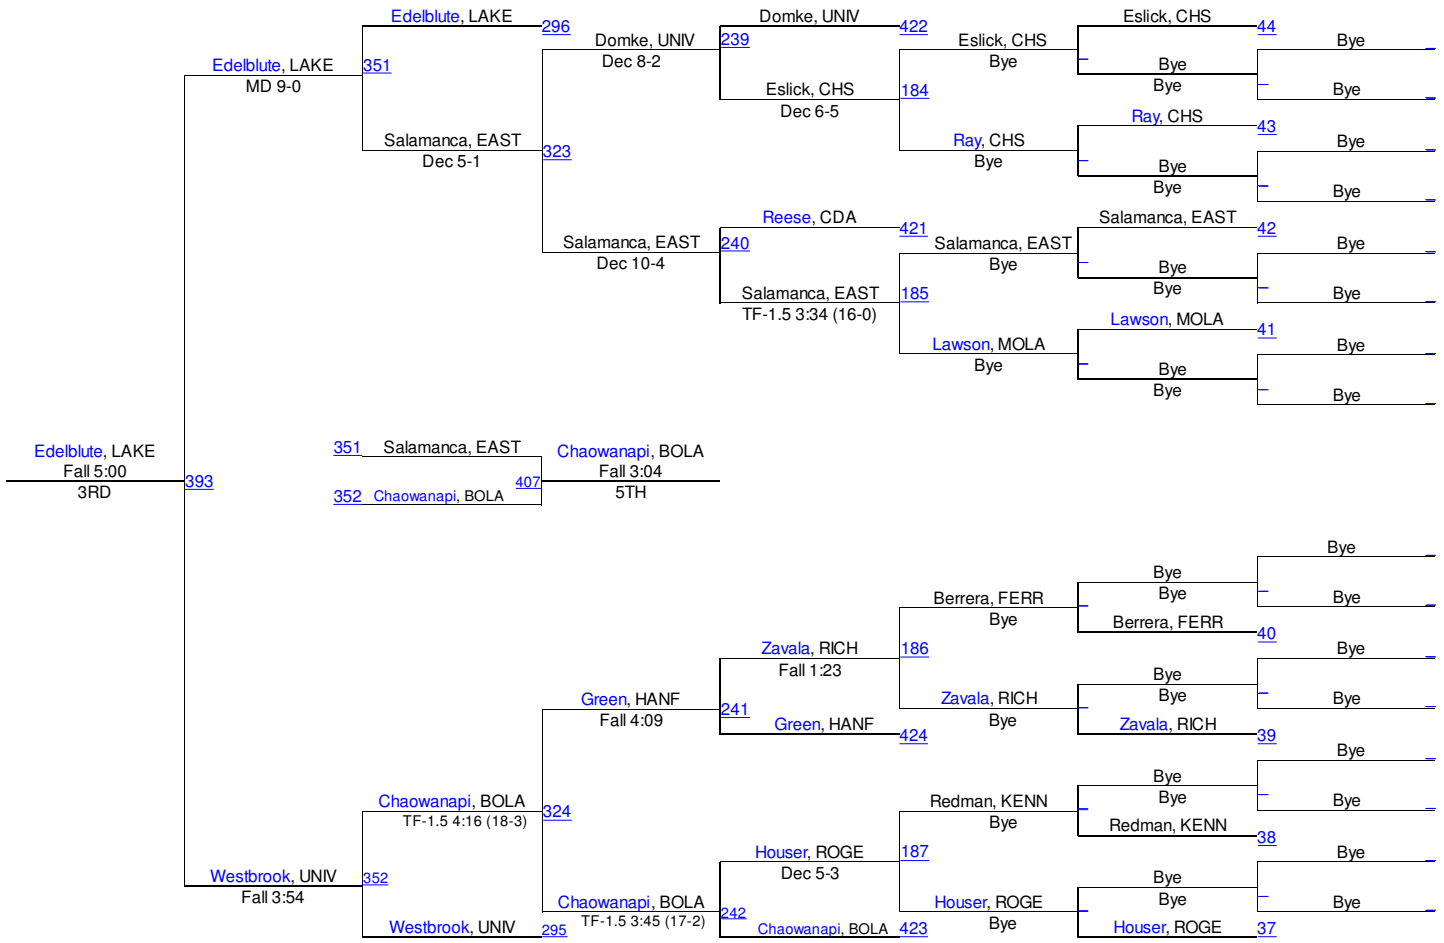 Edelblute, LAKE
296
Domke, UNIV
422
Eslick, CHS
44
Bye
Domke, UNIV
239
Eslick, CHS
Dec 8-2
Bye
Bye
Edelblute, LAKE
351
Bye
MD 9-0
Eslick, CHS
184
Bye
Dec 6-5
Ray, CHS
43
Salamanca, EAST
Ray, CHS
Bye
Dec 5-1
323
Bye
Bye
Bye
Bye
Reese, CDA
421
Salamanca, EAST
42
Salamanca, EAST
240
Salamanca, EAST
Bye
Dec 10-4
Bye
Bye
Salamanca, EAST
185
Bye
Bye
TF-1.5 3:34 (16-0)
Lawson, MOLA
41
Lawson, MOLA
Bye
Bye
Bye
Bye
Bye
Edelblute, LAKE
351
Salamanca, EAST
Chaowanapi, BOLA
Fall 5:00
Fall 3:04
393
407
3RD
352
Chaowanapi, BOLA
5TH
Bye
Bye
Berrera, FERR
Bye
Bye
Bye
Berrera, FERR
40
Zavala, RICH
186
Bye
Fall 1:23
Bye
Green, HANF
Zavala, RICH
Bye
Bye
Fall 4:09
241
Bye
Green, HANF
424
Zavala, RICH
39
Bye
Bye
Chaowanapi, BOLA
324
Redman, KENN
Bye
Bye
TF-1.5 4:16 (18-3)
Bye
Redman, KENN
38
Houser, ROGE
187
Bye
Westbrook, UNIV
352
Dec 5-3
Bye
Fall 3:54
Chaowanapi, BOLA
Houser, ROGE
Bye
Bye
TF-1.5 3:45 (17-2)
242
Bye
Westbrook, UNIV
295
Chaowanapi, BOLA
423
Houser, ROGE
37